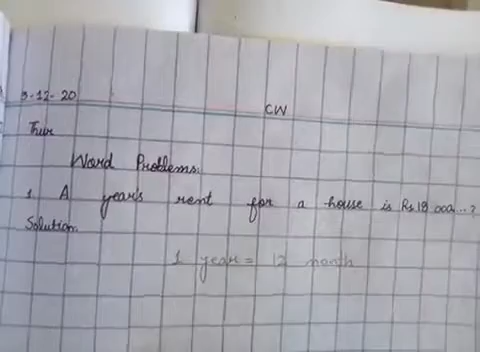 3-12-20
CW
Thur
Word Problems.
1. A year's rent for a house is Rs.18 000...?
Solution.
1 year = 12 month